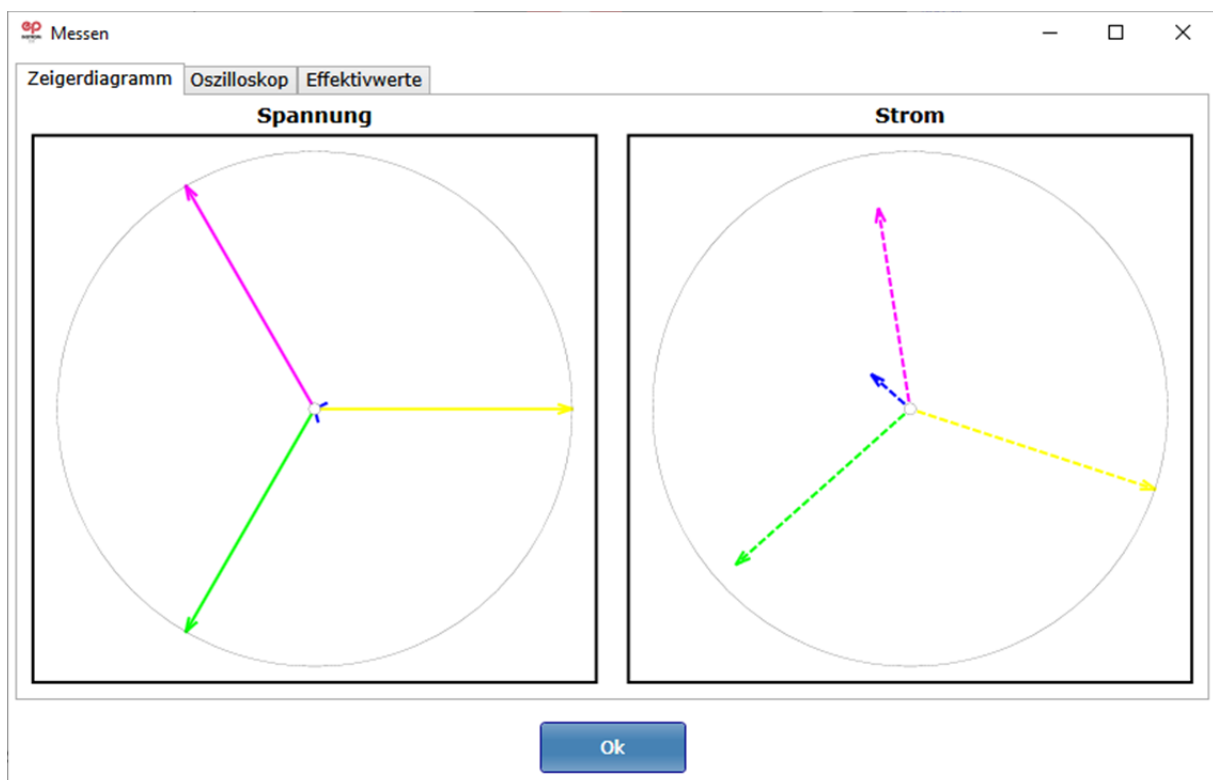 Messen
Zeigerdiagramm Oszilloskop Effektivwerte
Spannung Strom
Ok